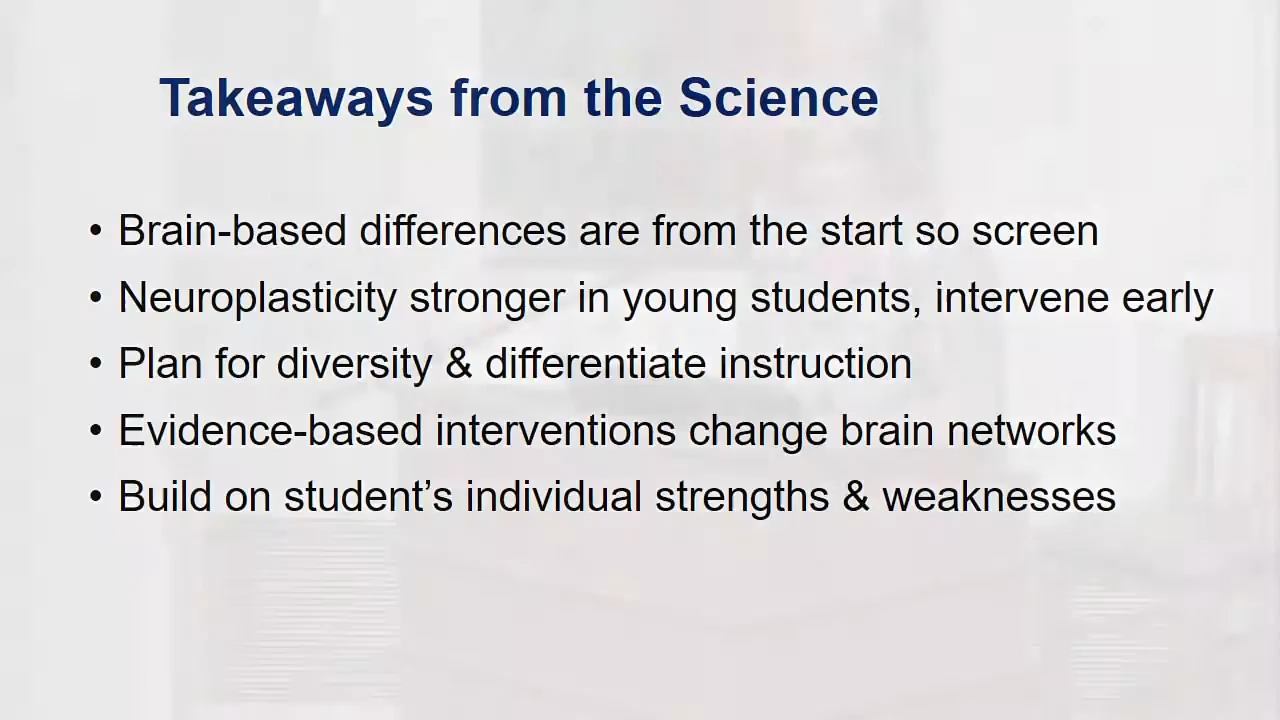 Takeaways from the Science
• Brain-based differences are from the start so screen
• Neuroplasticity stronger in young students, intervene early
• Plan for diversity & differentiate instruction
• Evidence-based interventions change brain networks
• Build on student’s individual strengths & weaknesses